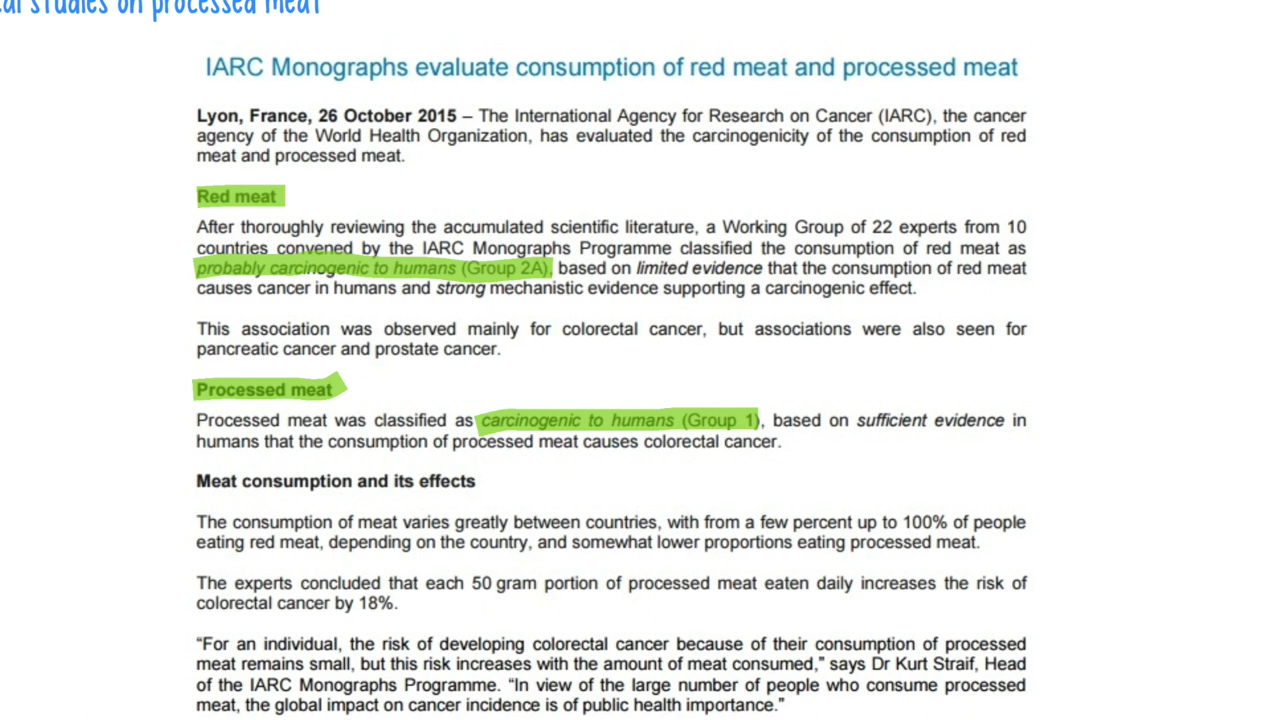 studies on processed meat
IARC Monographs evaluate consumption of red meat and processed meat
Lyon, France, 26 October 2015 – The International Agency for Research on Cancer (IARC), the cancer
agency of the World Health Organization, has evaluated the carcinogenicity of the consumption of red
meat and processed meat.
Red meat
After thoroughly reviewing the accumulated scientific literature, a Working Group of 22 experts from 10
countries convened by the IARC Monographs Programme classified the consumption of red meat as
probably carcinogenic to humans (Group 2A), based on limited evidence that the consumption of red meat
causes cancer in humans and strong mechanistic evidence supporting a carcinogenic effect.
This association was observed mainly for colorectal cancer, but associations were also seen for
pancreatic cancer and prostate cancer.
Processed meat
Processed meat was classified as carcinogenic to humans (Group 1), based on sufficient evidence in
humans that the consumption of processed meat causes colorectal cancer.
Meat consumption and its effects
The consumption of meat varies greatly between countries, with from a few percent up to 100% of people
eating red meat, depending on the country, and somewhat lower proportions eating processed meat.
The experts concluded that each 50 gram portion of processed meat eaten daily increases the risk of
colorectal cancer by 18%.
“For an individual, the risk of developing colorectal cancer because of their consumption of processed
meat remains small, but this risk increases with the amount of meat consumed,” says Dr Kurt Straif, Head
of the IARC Monographs Programme. “In view of the large number of people who consume processed
meat, the global impact on cancer incidence is of public health importance.”